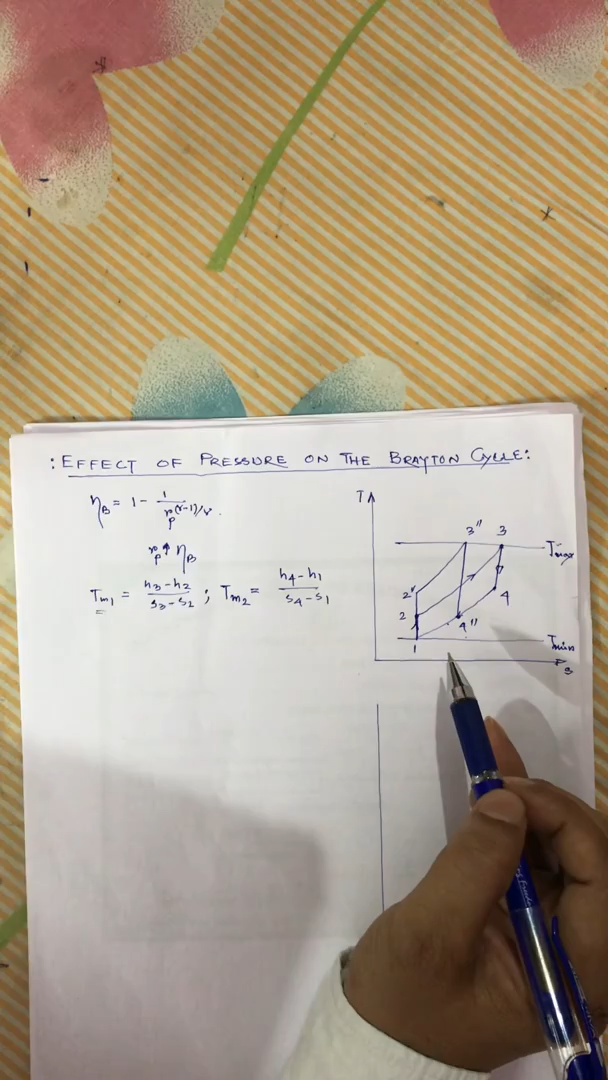 : EFFECT OF PRESSURE ON THE BRAYTON CYCLE:
ηB = 1 - 1/rp^(γ-1)/γ.
rp↑ ηB
Tm1 = h3-h2/s3-s2 ; Tm2 = h4-h1/s4-s1
T
3" 3
Tmax
2'
2 4
4"
Tmin
1
s